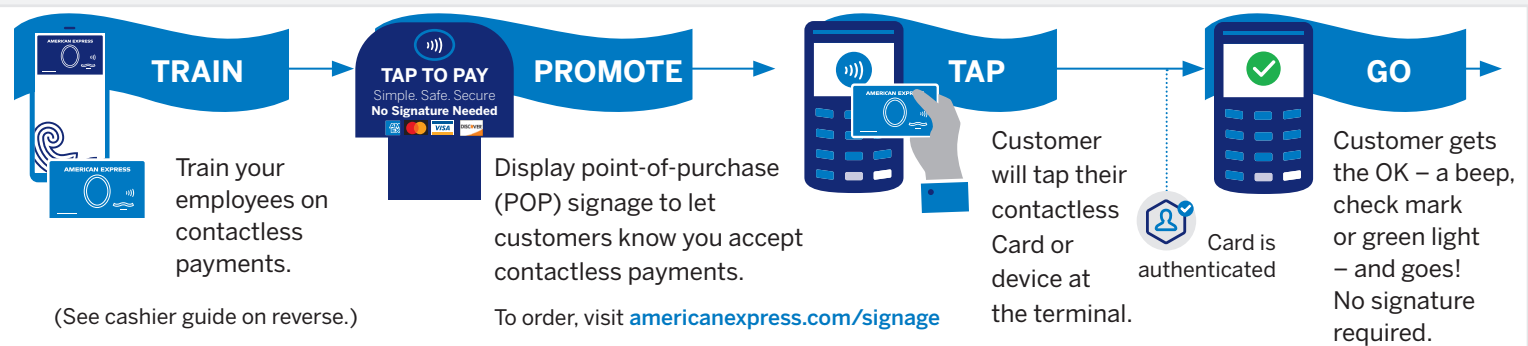 AMERICAN EXPRESS
AMERICAN EXPRESS
TRAIN
Train your
employees on
contactless
payments.
(See cashier guide on reverse.)
TAP TO PAY
Simple. Safe. Secure
No Signature Needed
VISA
DISCOVER
PROMOTE
Display point-of-purchase
(POP) signage to let
customers know you accept
contactless payments.
To order, visit americanexpress.com/signage
AMERICAN EXPRESS
TAP
Customer
will tap their
contactless
Card or
device at
the terminal.
Card is
authenticated
GO
Customer gets
the OK – a beep,
check mark
or green light
– and goes!
No signature
required.